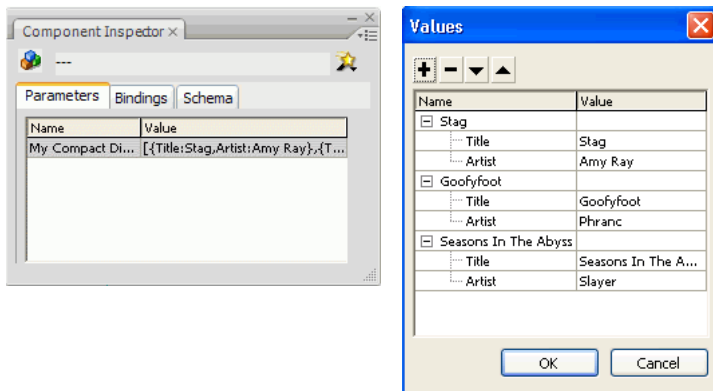 Component Inspector ×
---
Parameters Bindings Schema
Name Value
My Compact Di... [{Title:Stag,Artist:Amy Ray},{T...
Values
Name Value
Stag
Title Stag
Artist Amy Ray
Goofyfoot
Title Goofyfoot
Artist Phranc
Seasons In The Abyss
Title Seasons In The A...
Artist Slayer
OK Cancel